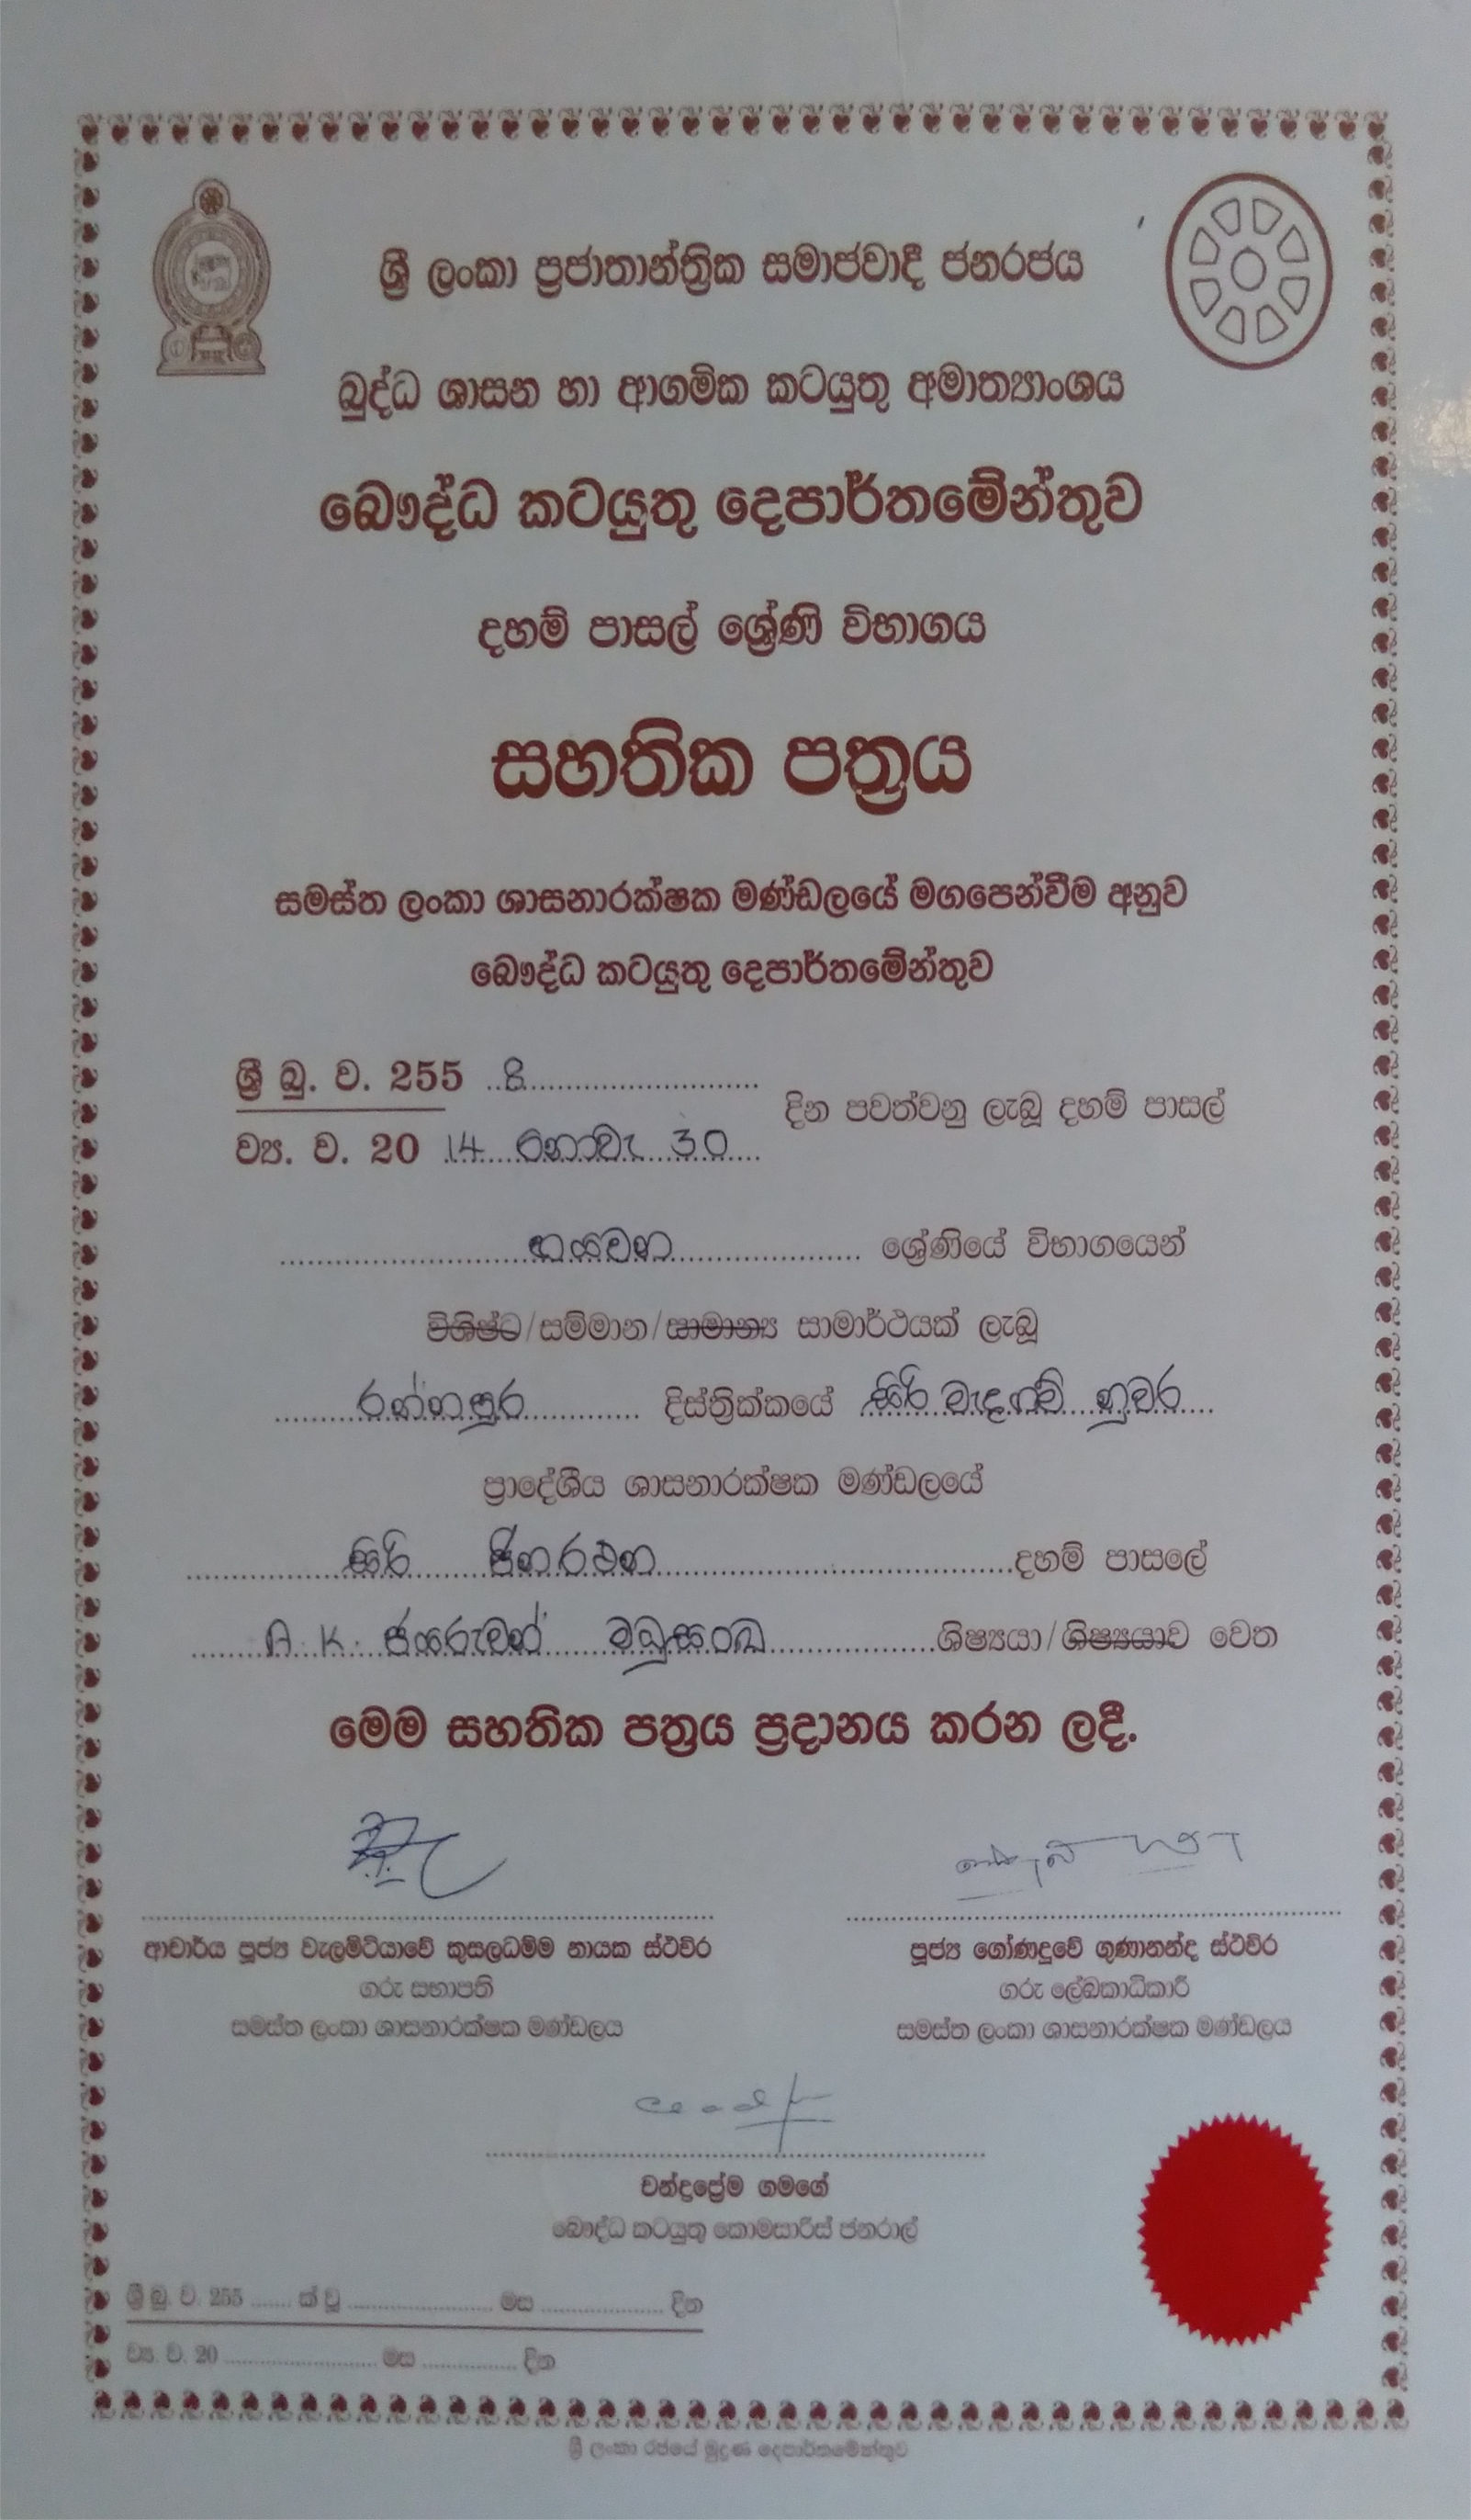 ශ්‍රී ලංකා ප්‍රජාතාන්ත්‍රික සමාජවාදී ජනරජය
බුද්ධ ශාසන හා ආගමික කටයුතු අමාත්‍යාංශය
බෞද්ධ කටයුතු දෙපාර්තමේන්තුව
දහම් පාසල් ශ්‍රේණි විභාගය
සහතික පත්‍රය
සමස්ත ලංකා ශාසනාරක්ෂක මණ්ඩලයේ මගපෙන්වීම අනුව
බෞද්ධ කටයුතු දෙපාර්තමේන්තුව
ශ්‍රී බු. ව. 255 8
ව්‍ය. ව. 20 14 නොවැ 30 දින පවත්වනු ලැබූ දහම් පාසල්
හයවන ශ්‍රේණියේ විභාගයෙන්
විශිෂ්ට/සම්මාන/සාමාන්‍ය සාමාර්ථයක් ලැබූ
රත්නපුර දිස්ත්‍රික්කයේ සිරි මැදගම් නුවර
ප්‍රාදේශීය ශාසනාරක්ෂක මණ්ඩලයේ
සිරි ජිනරථන දහම් පාසලේ
A. K. ජයරුවන් මධුසංඛ ශිෂ්‍යයා/ශිෂ්‍යයාව වෙත
මෙම සහතික පත්‍රය ප්‍රදානය කරන ලදී.
ආචාර්ය පූජ්‍ය වැලමිටියාවේ කුසලධම්ම නායක ස්ථවිර
ගරු සභාපති
සමස්ත ලංකා ශාසනාරක්ෂක මණ්ඩලය
පූජ්‍ය ගෝණදූවේ ගුණානන්ද ස්ථවිර
ගරු ලේඛකාධිකාරී
සමස්ත ලංකා ශාසනාරක්ෂක මණ්ඩලය
චන්ද්‍රප්‍රේම ගමගේ
බෞද්ධ කටයුතු කොමසාරිස් ජනරාල්
ශ්‍රී බු. ව. 255 ....... ක් වූ ............... මස ............... දින
ව්‍ය. ව. 20 ............... මස ............... දින
ශ්‍රී ලංකා රජයේ මුද්‍රණ දෙපාර්තමේන්තුව